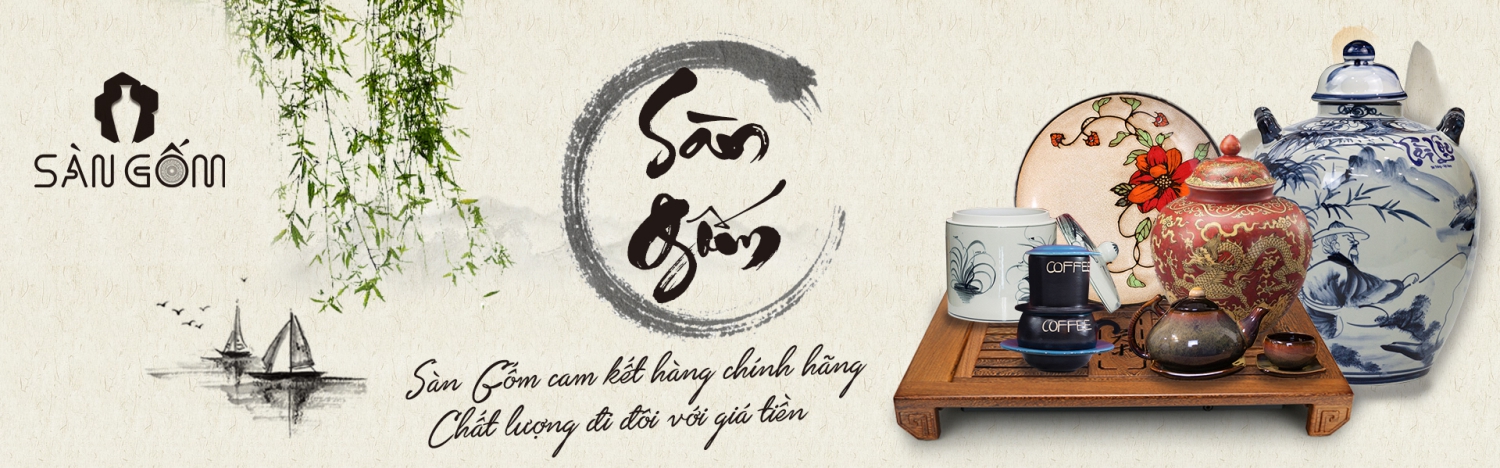 SÀN GỐM
Sàn
gốm
Sàn Gốm cam kết hàng chính hãng
Chất lượng đi đôi với giá tiền
COFFEE
COFFEE